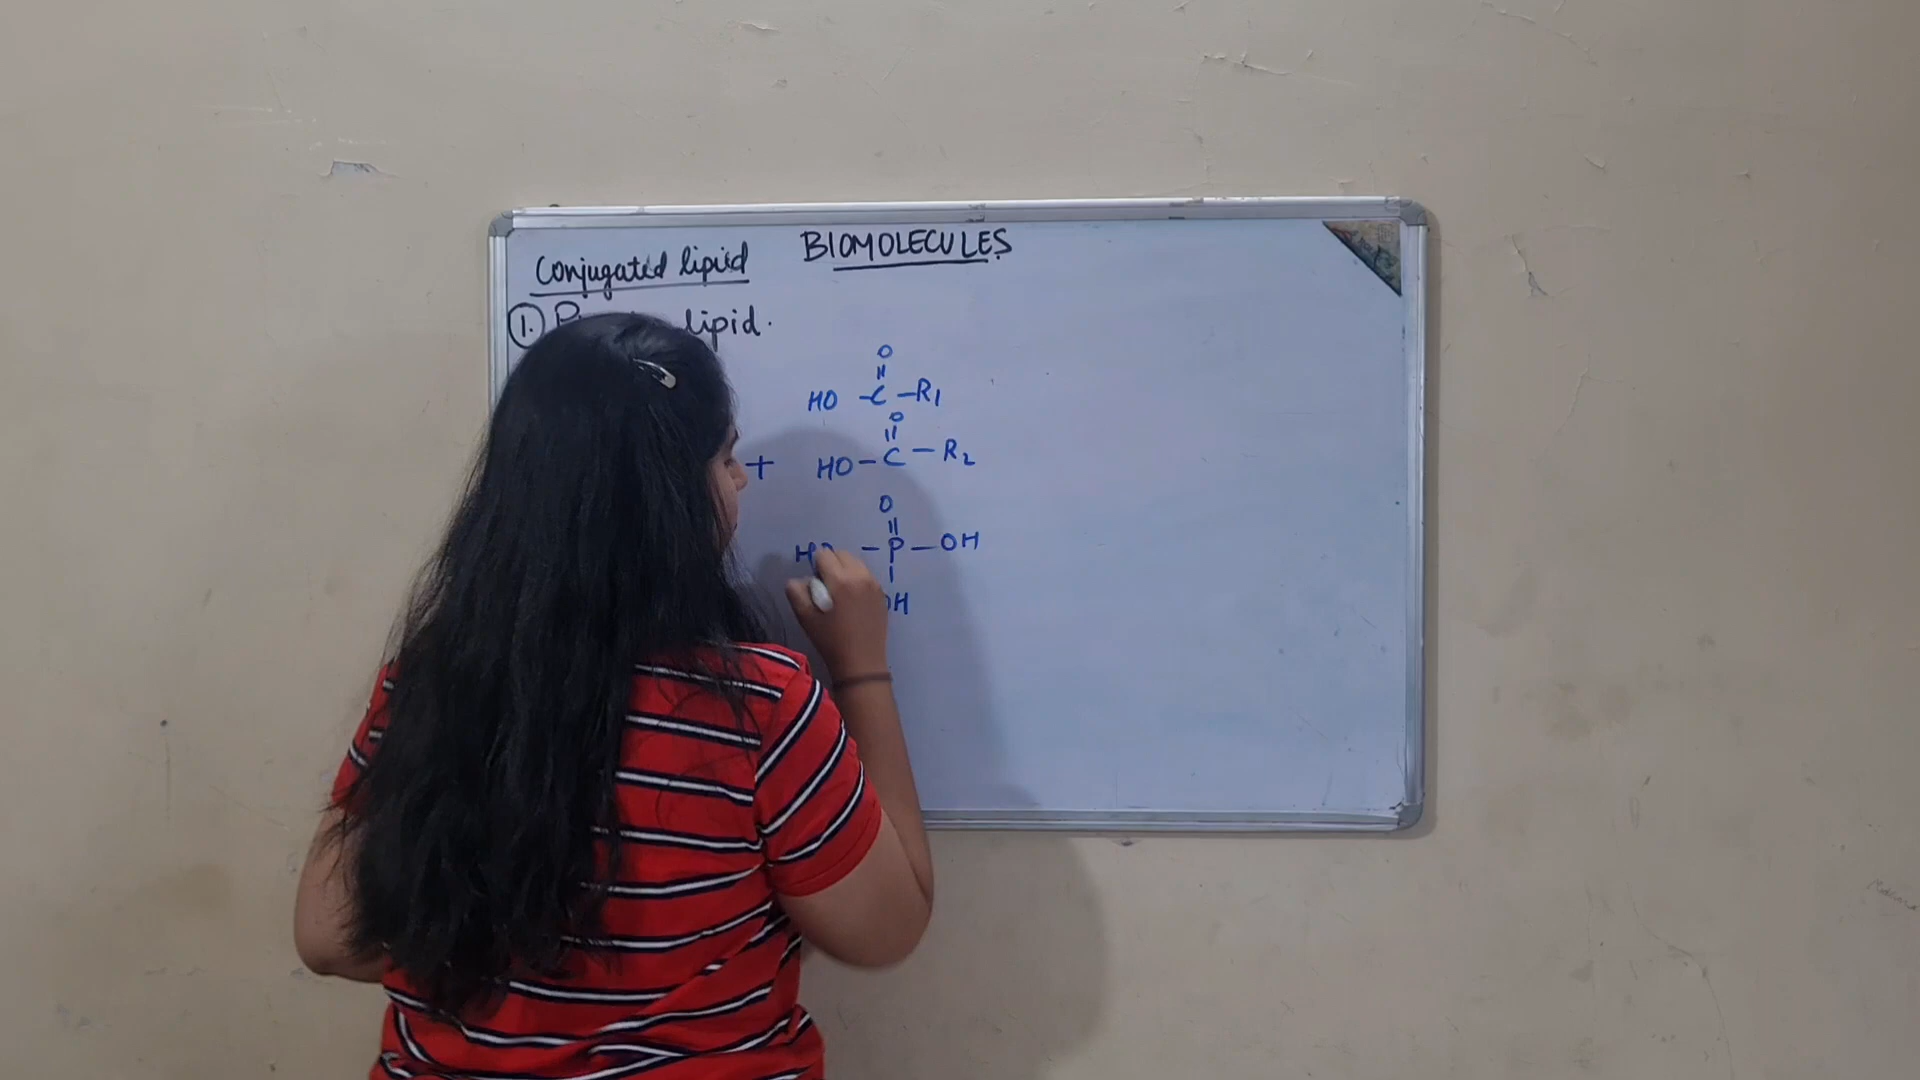 BIOMOLECULES
Conjugated lipid
1. lipid.
O
||
HO -C -R1
O
||
+ HO - C - R2
O
||
HO - P - OH
|
OH